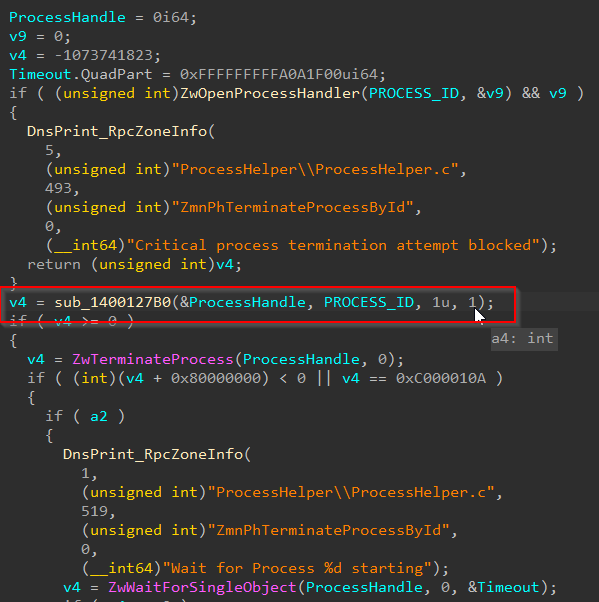 ProcessHandle = 0i64;
v9 = 0;
v4 = -1073741823;
Timeout.QuadPart = 0xFFFFFFFFFA0A1F00ui64;
if ( (unsigned int)ZwOpenProcessHandler(PROCESS_ID, &v9) && v9 )
{
DnsPrint_RpcZoneInfo(
5,
(unsigned int)"ProcessHelper\\ProcessHelper.c",
493,
(unsigned int)"ZmnPhTerminateProcessById",
0,
(__int64)"Critical process termination attempt blocked");
return (unsigned int)v4;
}
v4 = sub_1400127B0(&ProcessHandle, PROCESS_ID, 1u, 1);
if ( v4 >= 0 )
a4: int
{
v4 = ZwTerminateProcess(ProcessHandle, 0);
if ( (int)(v4 + 0x80000000) < 0 || v4 == 0xC000010A )
{
if ( a2 )
{
DnsPrint_RpcZoneInfo(
1,
(unsigned int)"ProcessHelper\\ProcessHelper.c",
519,
(unsigned int)"ZmnPhTerminateProcessById",
0,
(__int64)"Wait for Process %d starting");
v4 = ZwWaitForSingleObject(ProcessHandle, 0, &Timeout);